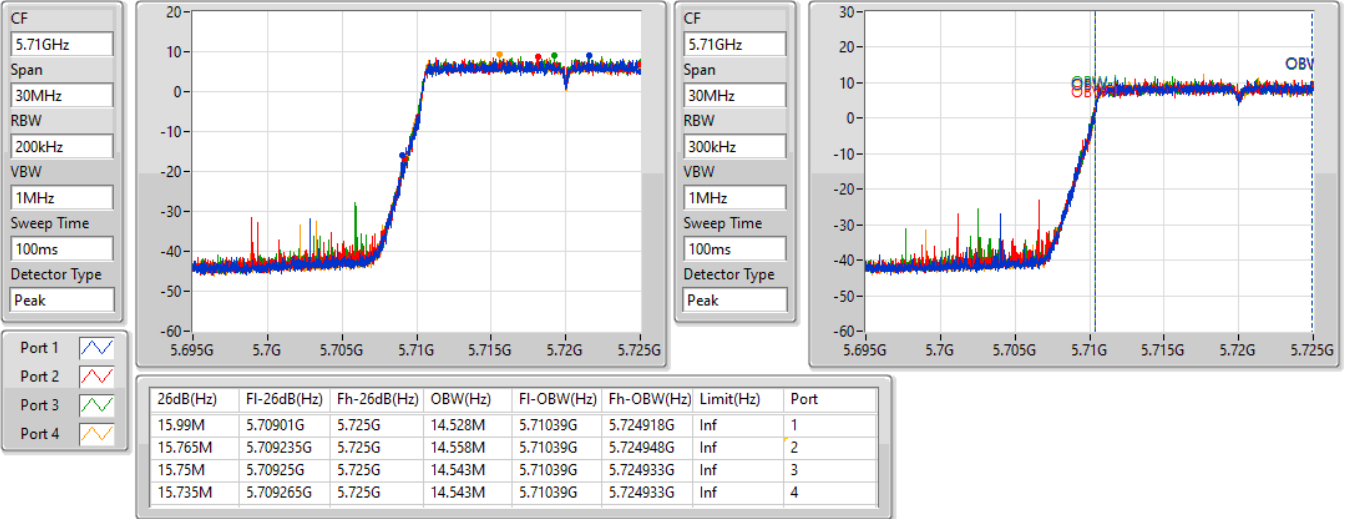 CF
5.71GHz
Span
30MHz
RBW
200kHz
VBW
1MHz
Sweep Time
100ms
Detector Type
Peak
20
10
0
-10
-20
-30
-40
-50
-60
5.695G 5.7G 5.705G 5.71G 5.715G 5.72G 5.725G
CF
5.71GHz
Span
30MHz
RBW
300kHz
VBW
1MHz
Sweep Time
100ms
Detector Type
Peak
30
20
10
0
-10
-20
-30
-40
-50
-60
OBW
5.695G 5.7G 5.705G 5.71G 5.715G 5.72G 5.725G
Port 1
Port 2
Port 3
Port 4
26dB(Hz) Fl-26dB(Hz) Fh-26dB(Hz) OBW(Hz) Fl-OBW(Hz) Fh-OBW(Hz) Limit(Hz) Port
15.99M 5.70901G 5.725G 14.528M 5.71039G 5.724918G Inf 1
15.765M 5.709235G 5.725G 14.558M 5.71039G 5.724948G Inf 2
15.75M 5.70925G 5.725G 14.543M 5.71039G 5.724933G Inf 3
15.735M 5.709265G 5.725G 14.543M 5.71039G 5.724933G Inf 4